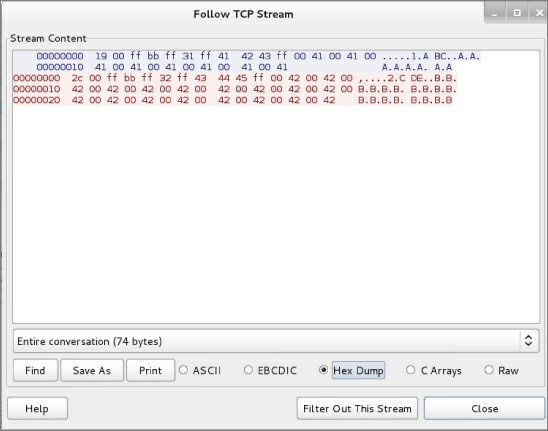 Follow TCP Stream
Stream Content
00000000 19 00 ff bb ff 31 ff 41 42 43 ff 00 41 00 41 00 .....1.A BC..A.A.
00000010 41 00 41 00 41 00 41 00 41 00 41 A.A.A.A. A.A
00000000 2c 00 ff bb ff 32 ff 43 44 45 ff 00 42 00 42 00 ,....2.C DE..B.B.
00000010 42 00 42 00 42 00 42 00 42 00 42 00 42 00 42 00 B.B.B.B. B.B.B.B.
00000020 42 00 42 00 42 00 42 00 42 00 42 00 42 00 42 B.B.B.B. B.B.B.B
Entire conversation (74 bytes)
Find Save As Print ASCII EBCDIC Hex Dump C Arrays Raw
Help Filter Out This Stream Close